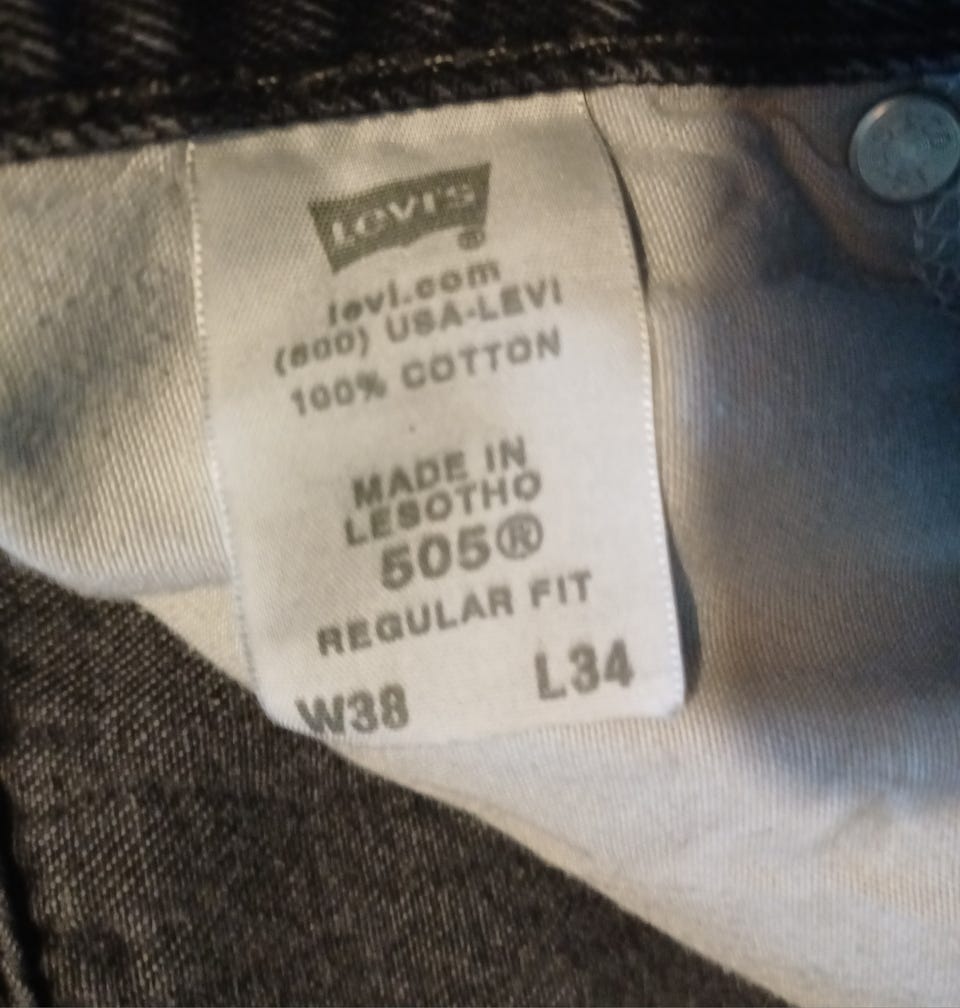 Levi's ®
levi.com
(800) USA-LEVI
100% COTTON
MADE IN
LESOTHO
505®
REGULAR FIT
W38 L34